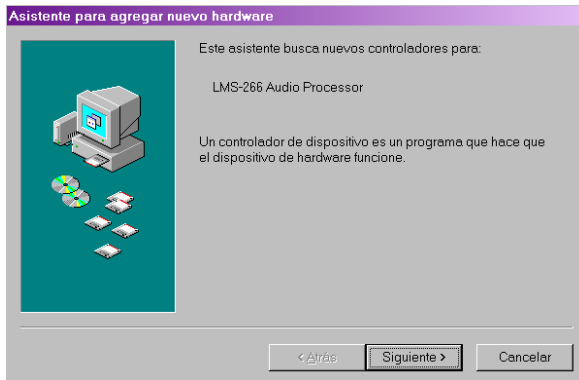 Asistente para agregar nuevo hardware
Este asistente busca nuevos controladores para:
LMS-266 Audio Processor
Un controlador de dispositivo es un programa que hace que
el dispositivo de hardware funcione.
< Atrás
Siguiente >
Cancelar